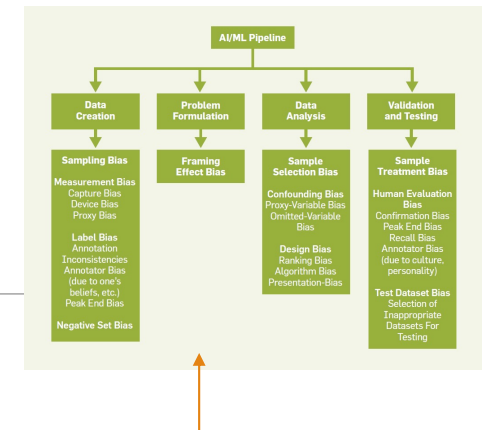 AI/ML Pipeline
Data
Creation
Problem
Formulation
Data
Analysis
Validation
and Testing
Sampling Bias
Measurement Bias
Capture Bias
Device Bias
Proxy Bias
Label Bias
Annotation
Inconsistencies
Annotator Bias
(due to one's
beliefs, etc.)
Peak End Bias
Negative Set Bias
Framing
Effect Bias
Sample
Selection Bias
Confounding Bias
Proxy-Variable Bias
Omitted-Variable
Bias
Design Bias
Ranking Bias
Algorithm Bias
Presentation-Bias
Sample
Treatment Bias
Human Evaluation
Bias
Confirmation Bias
Peak End Bias
Recall Bias
Annotator Bias
(due to culture,
personality)
Test Dataset Bias
Selection of
Inappropriate
Datasets For
Testing